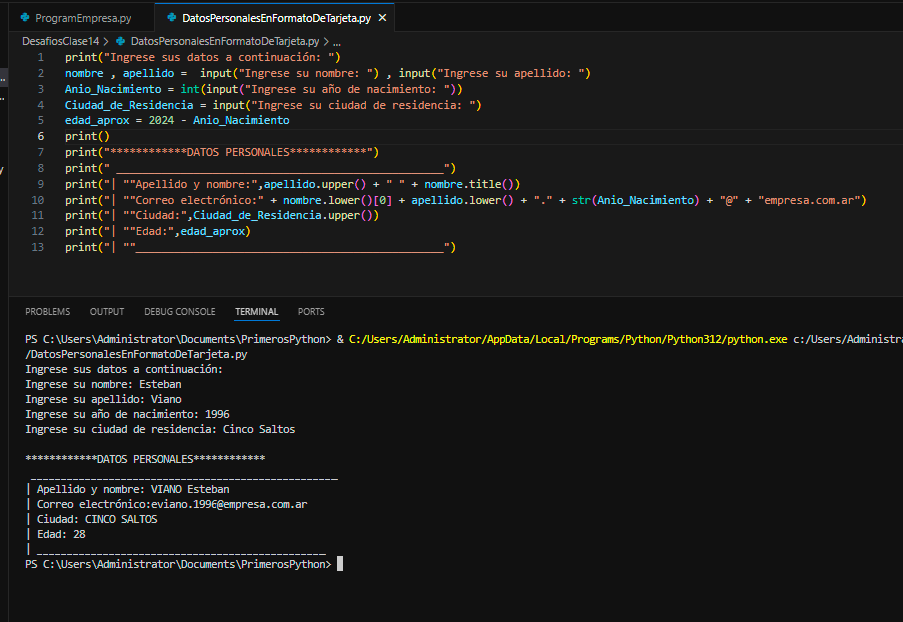 ProgramEmpresa.py
DatosPersonalesEnFormatoDeTarjeta.py ×
DesafiosClase14 > DatosPersonalesEnFormatoDeTarjeta.py > ...
1 print("Ingrese sus datos a continuación: ")
2 nombre , apellido =  input("Ingrese su nombre: ") , input("Ingrese su apellido: ")
3 Anio_Nacimiento = int(input("Ingrese su año de nacimiento: "))
4 Ciudad_de_Residencia = input("Ingrese su ciudad de residencia: ")
5 edad_aprox = 2024 - Anio_Nacimiento
6 print()
7 print("************DATOS PERSONALES************")
8 print(" ___________________________________________________")
9 print("| ""Apellido y nombre:",apellido.upper() + " " + nombre.title())
10 print("| ""Correo electrónico:" + nombre.lower()[0] + apellido.lower() + "." + str(Anio_Nacimiento) + "@" + "empresa.com.ar")
11 print("| ""Ciudad:",Ciudad_de_Residencia.upper())
12 print("| ""Edad:",edad_aprox)
13 print("| ""________________________________________________")
PROBLEMS OUTPUT DEBUG CONSOLE TERMINAL PORTS
PS C:\Users\Administrator\Documents\PrimerosPython> & C:/Users/Administrator/AppData/Local/Programs/Python/Python312/python.exe c:/Users/Administra
/DatosPersonalesEnFormatoDeTarjeta.py
Ingrese sus datos a continuación:
Ingrese su nombre: Esteban
Ingrese su apellido: Viano
Ingrese su año de nacimiento: 1996
Ingrese su ciudad de residencia: Cinco Saltos
************DATOS PERSONALES************
___________________________________________________
| Apellido y nombre: VIANO Esteban
| Correo electrónico:eviano.1996@empresa.com.ar
| Ciudad: CINCO SALTOS
| Edad: 28
| ________________________________________________
PS C:\Users\Administrator\Documents\PrimerosPython>